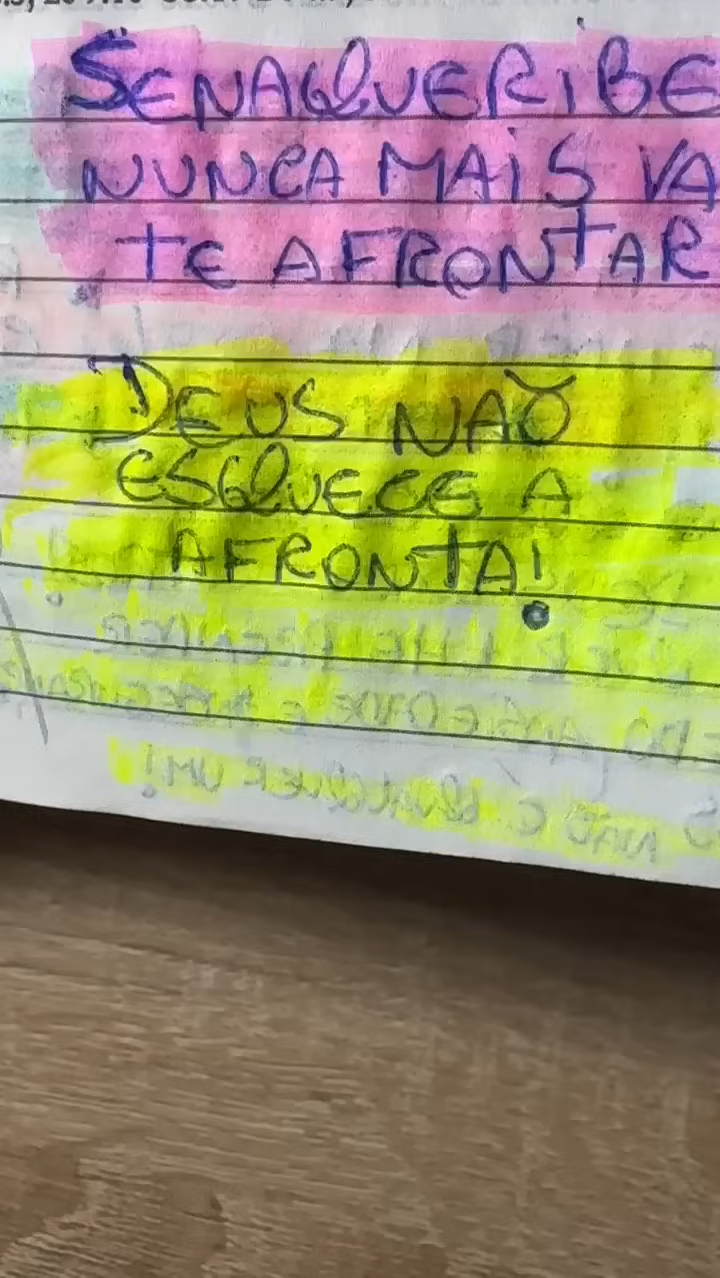 SENAQUERIBE
NUNCA MAIS VA
TE AFRONTAR
DEUS NÃO
ESQUECE A
AFRONTA!